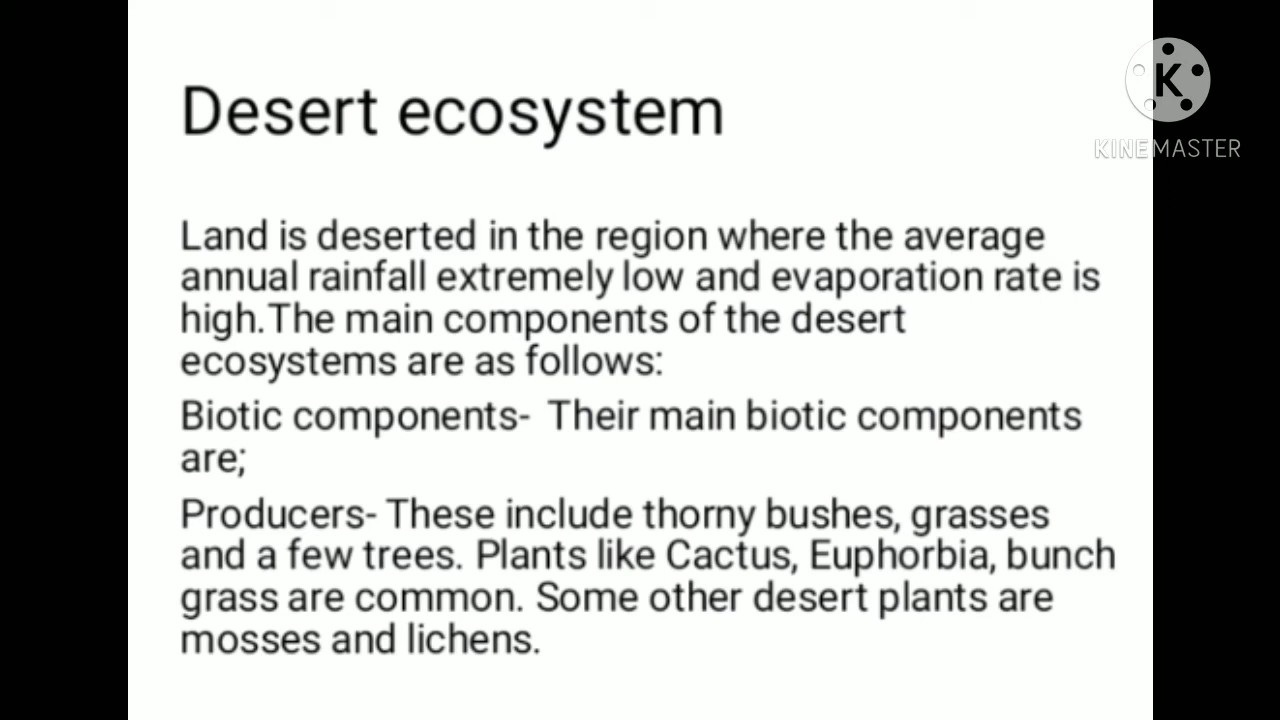 Desert ecosystem
K
KINEMASTER
Land is deserted in the region where the average
annual rainfall extremely low and evaporation rate is
high.The main components of the desert
ecosystems are as follows:
Biotic components- Their main biotic components
are;
Producers- These include thorny bushes, grasses
and a few trees. Plants like Cactus, Euphorbia, bunch
grass are common. Some other desert plants are
mosses and lichens.